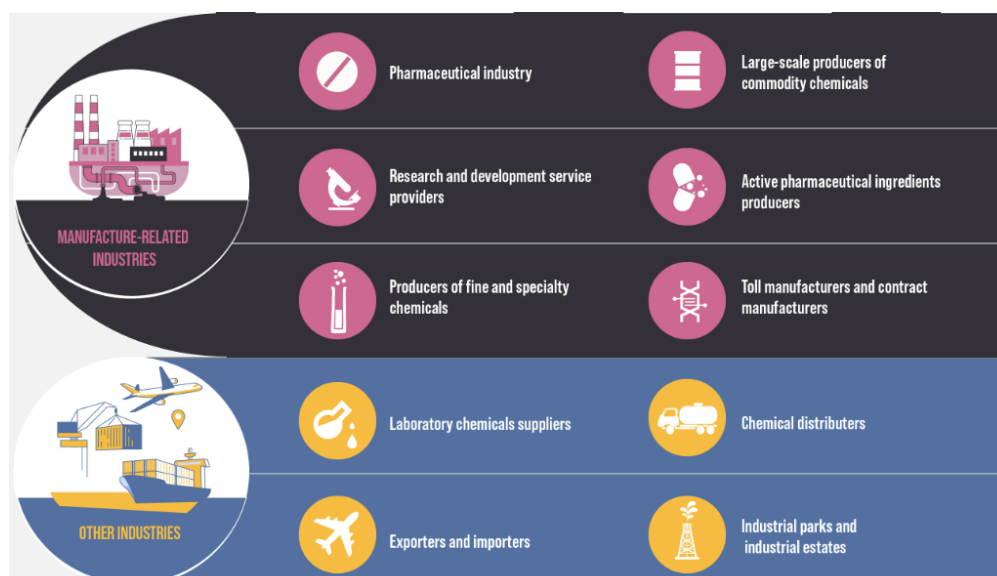 MANUFACTURE-RELATED
INDUSTRIES
Pharmaceutical industry
Large-scale producers of
commodity chemicals
Research and development service
providers
Active pharmaceutical ingredients
producers
Producers of fine and specialty
chemicals
Toll manufacturers and contract
manufacturers
OTHER INDUSTRIES
Laboratory chemicals suppliers
Chemical distributers
Exporters and importers
Industrial parks and
industrial estates